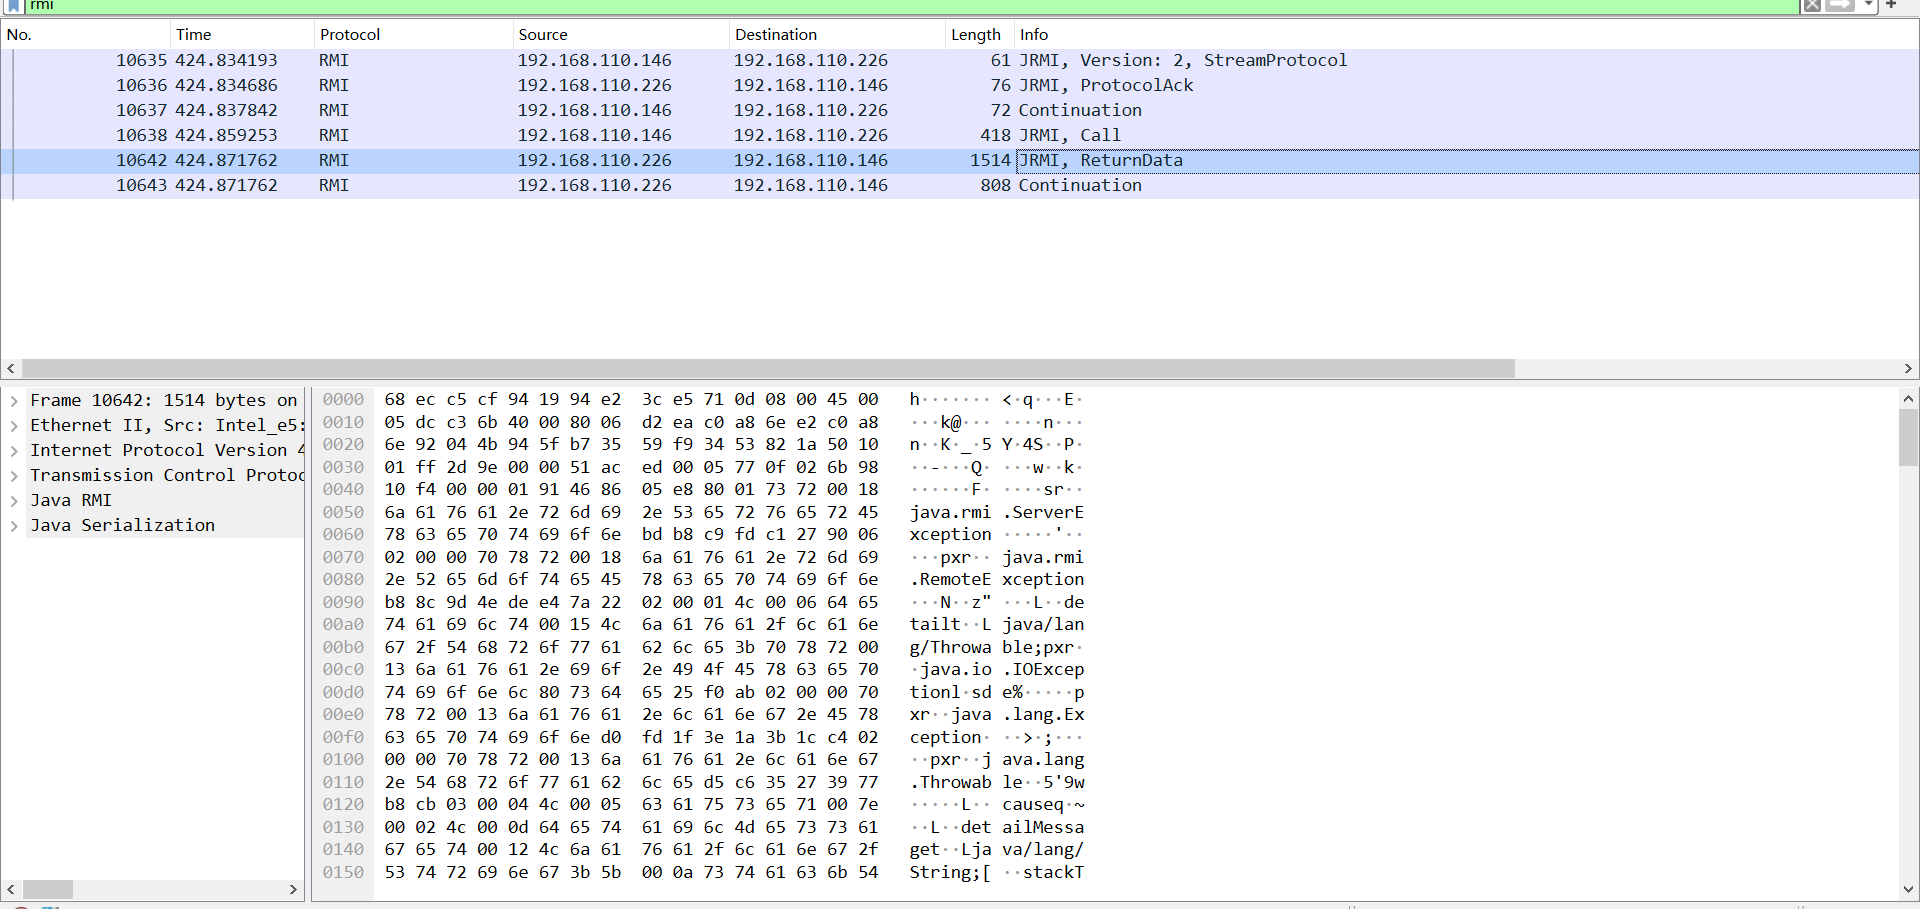 rmi
No. Time Protocol Source Destination Length Info
10635 424.834193 RMI 192.168.110.146 192.168.110.226 61 JRMI, Version: 2, StreamProtocol
10636 424.834686 RMI 192.168.110.226 192.168.110.146 76 JRMI, ProtocolAck
10637 424.837842 RMI 192.168.110.146 192.168.110.226 72 Continuation
10638 424.859253 RMI 192.168.110.146 192.168.110.226 418 JRMI, Call
10642 424.871762 RMI 192.168.110.226 192.168.110.146 1514 JRMI, ReturnData
10643 424.871762 RMI 192.168.110.226 192.168.110.146 808 Continuation
Frame 10642: 1514 bytes on
Ethernet II, Src: Intel_e5:
Internet Protocol Version 4
Transmission Control Protoc
Java RMI
Java Serialization
0000 68 ec c5 cf 94 19 94 e2 3c e5 71 0d 08 00 45 00 h······· <·q···E·
0010 05 dc c3 6b 40 00 80 06 d2 ea c0 a8 6e e2 c0 a8 ···k@··· ····n···
0020 6e 92 04 4b 94 5f b7 35 59 f9 34 53 82 1a 50 10 n··K·_·5 Y·4S··P·
0030 01 ff 2d 9e 00 00 51 ac ed 00 05 77 0f 02 6b 98 ··-···Q· ···w··k·
0040 10 f4 00 00 01 91 46 86 05 e8 80 01 73 72 00 18 ······F· ····sr··
0050 6a 61 76 61 2e 72 6d 69 2e 53 65 72 76 65 72 45 java.rmi .ServerE
0060 78 63 65 70 74 69 6f 6e bd b8 c9 fd c1 27 90 06 xception ·····'··
0070 02 00 00 70 78 72 00 18 6a 61 76 61 2e 72 6d 69 ···pxr·· java.rmi
0080 2e 52 65 6d 6f 74 65 45 78 63 65 70 74 69 6f 6e .RemoteE xception
0090 b8 8c 9d 4e de e4 7a 22 02 00 01 4c 00 06 64 65 ···N··z" ···L··de
00a0 74 61 69 6c 74 00 15 4c 6a 61 76 61 2f 6c 61 6e tailt··L java/lan
00b0 67 2f 54 68 72 6f 77 61 62 6c 65 3b 70 78 72 00 g/Throwa ble;pxr·
00c0 13 6a 61 76 61 2e 69 6f 2e 49 4f 45 78 63 65 70 ·java.io .IOExcep
00d0 74 69 6f 6e 6c 80 73 64 65 25 f0 ab 02 00 00 70 tionl·sd e%·····p
00e0 78 72 00 13 6a 61 76 61 2e 6c 61 6e 67 2e 45 78 xr··java .lang.Ex
00f0 63 65 70 74 69 6f 6e d0 fd 1f 3e 1a 3b 1c c4 02 ception· ··>·;···
0100 00 00 70 78 72 00 13 6a 61 76 61 2e 6c 61 6e 67 ··pxr··j ava.lang
0110 2e 54 68 72 6f 77 61 62 6c 65 d5 c6 35 27 39 77 .Throwab le··5'9w
0120 b8 cb 03 00 04 4c 00 05 63 61 75 73 65 71 00 7e ·····L·· causeq·~
0130 00 02 4c 00 0d 64 65 74 61 69 6c 4d 65 73 73 61 ··L··det ailMessa
0140 67 65 74 00 12 4c 6a 61 76 61 2f 6c 61 6e 67 2f get··Lja va/lang/
0150 53 74 72 69 6e 67 3b 5b 00 0a 73 74 61 63 6b 54 String;[ ··stackT